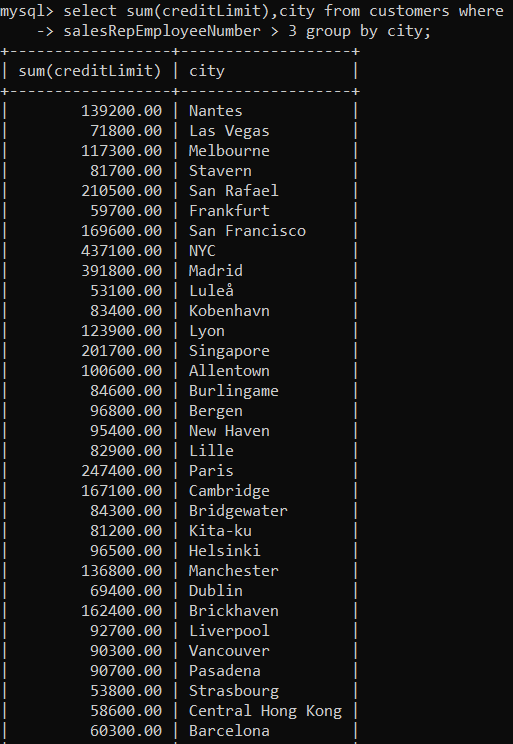 mysql> select sum(creditLimit),city from customers where
    -> salesRepEmployeeNumber > 3 group by city;
+------------------+-------------------+
| sum(creditLimit) | city              |
+------------------+-------------------+
|        139200.00 | Nantes            |
|         71800.00 | Las Vegas         |
|        117300.00 | Melbourne         |
|         81700.00 | Stavern           |
|        210500.00 | San Rafael        |
|         59700.00 | Frankfurt         |
|        169600.00 | San Francisco     |
|        437100.00 | NYC               |
|        391800.00 | Madrid            |
|         53100.00 | Luleå             |
|         83400.00 | Kobenhavn         |
|        123900.00 | Lyon              |
|        201700.00 | Singapore         |
|        100600.00 | Allentown         |
|         84600.00 | Burlingame        |
|         96800.00 | Bergen            |
|         95400.00 | New Haven         |
|         82900.00 | Lille             |
|        247400.00 | Paris             |
|        167100.00 | Cambridge         |
|         84300.00 | Bridgewater       |
|         81200.00 | Kita-ku           |
|         96500.00 | Helsinki          |
|        136800.00 | Manchester        |
|         69400.00 | Dublin            |
|        162400.00 | Brickhaven        |
|         92700.00 | Liverpool         |
|         90300.00 | Vancouver         |
|         90700.00 | Pasadena          |
|         53800.00 | Strasbourg        |
|         58600.00 | Central Hong Kong |
|         60300.00 | Barcelona         |